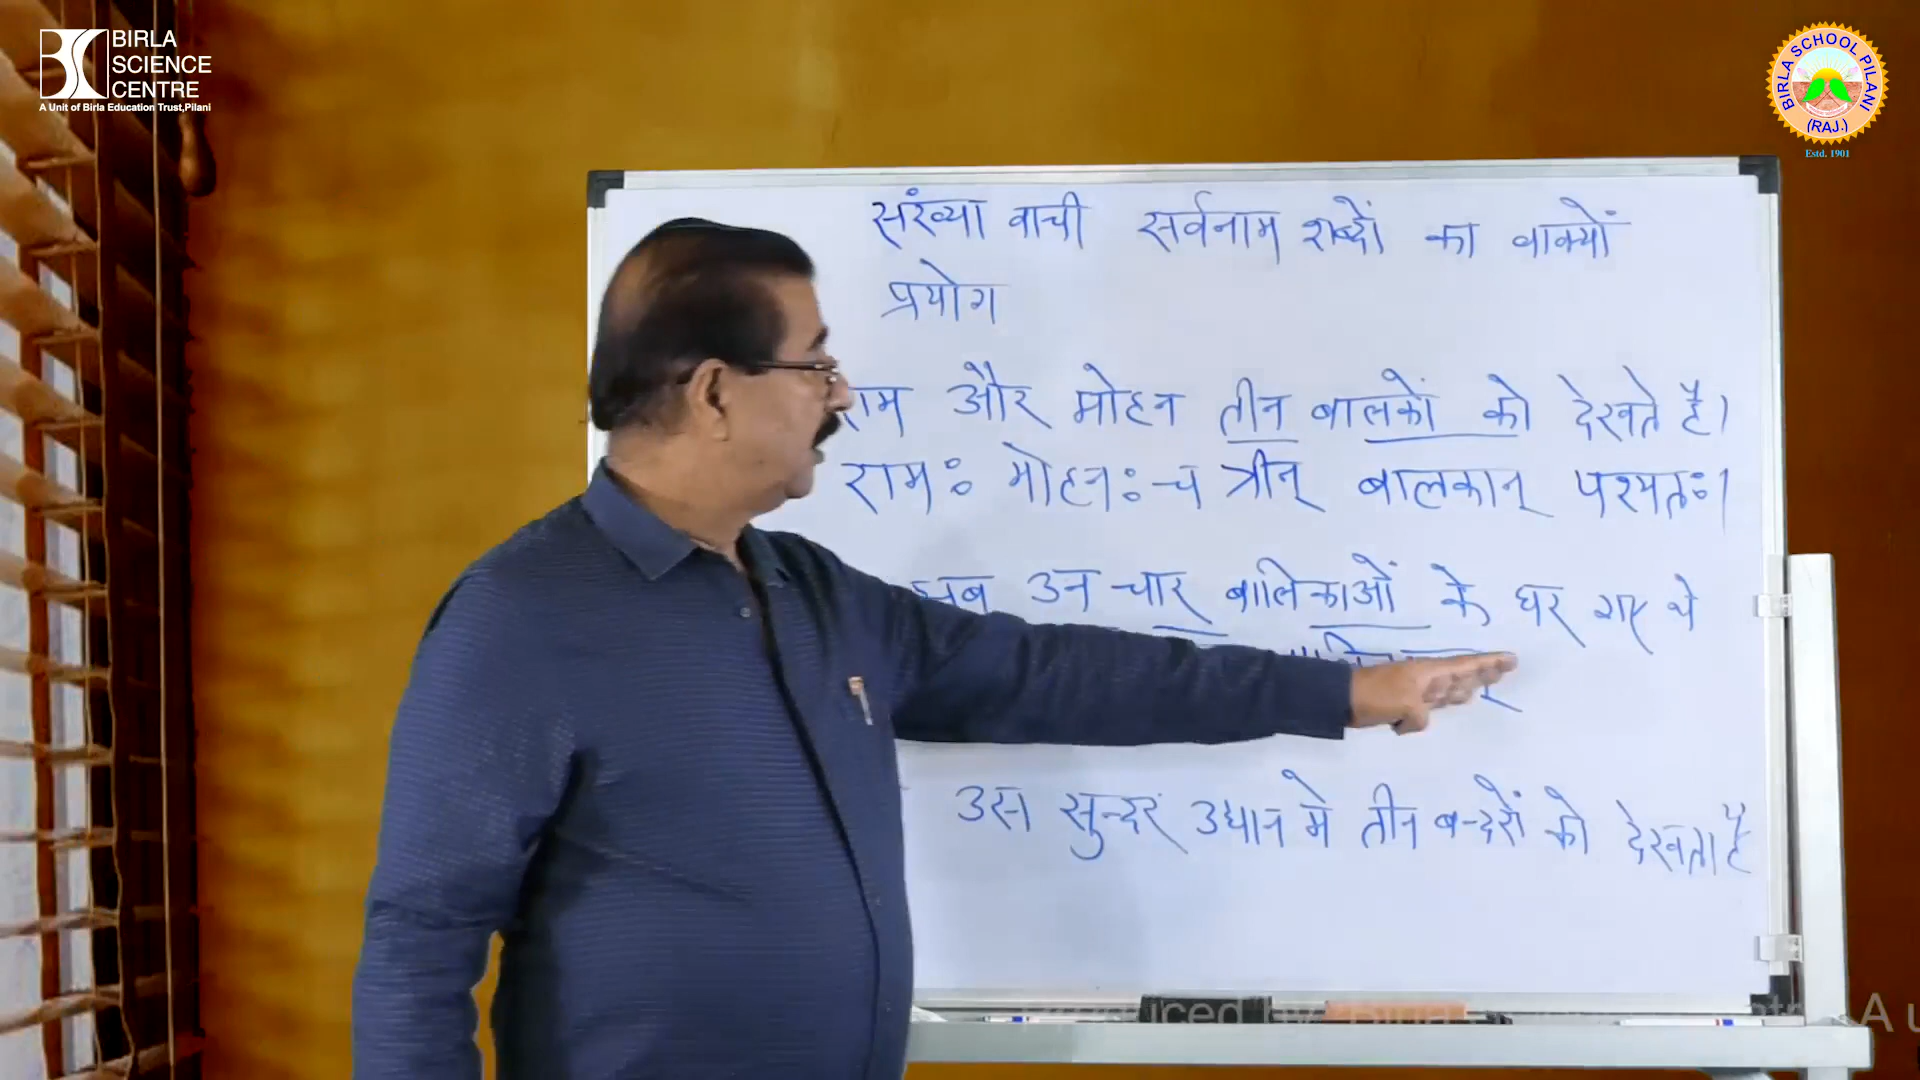 BIRLA
SCIENCE
CENTRE
A Unit of Birla Education Trust,Pilani
BIRLA SCHOOL PILANI
(RAJ.)
Estd. 1901
संख्या वाची सर्वनाम शब्दों का वाक्यों
प्रयोग
राम और मोहन तीन बालकों को देखते हैं।
रामः मोहनः च त्रीन् बालकान् पश्यतः।
उन चार बालिकाओं के घर गए थे
उस सुन्दर उद्यान मे तीन बन्दरों को देखता है